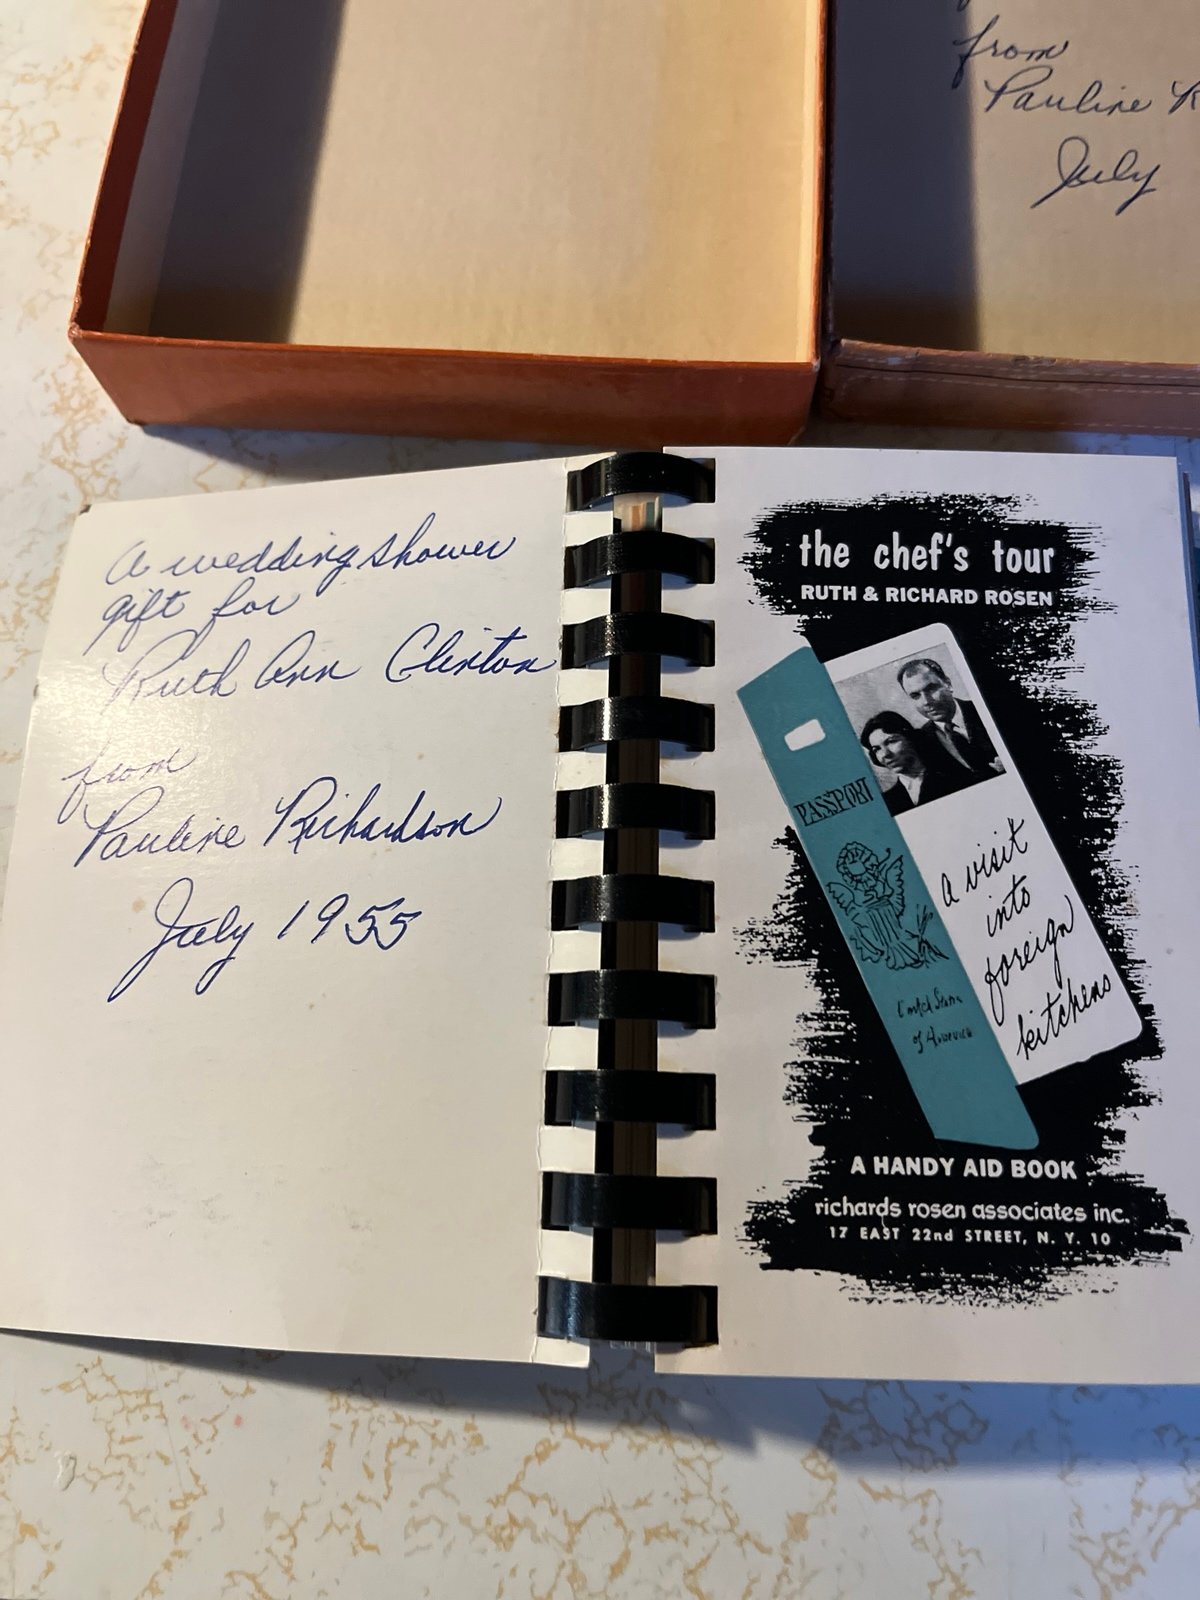 from
Pauline R
July
A wedding shower
gift for
Ruth Ann Clinton
from
Pauline Richardson
July 1955
the chef's tour
RUTH & RICHARD ROSEN
PASSPORT
United States
of America
a visit
into
foreign
kitchens
A HANDY AID BOOK
richards rosen associates inc.
17 EAST 22nd STREET, N. Y. 10